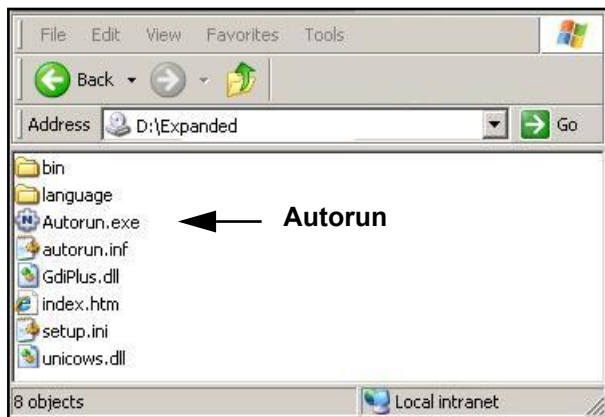 File Edit View Favorites Tools
Back
Address D:\Expanded Go
bin
language
Autorun.exe Autorun
autorun.inf
GdiPlus.dll
index.htm
setup.ini
unicows.dll
8 objects Local intranet